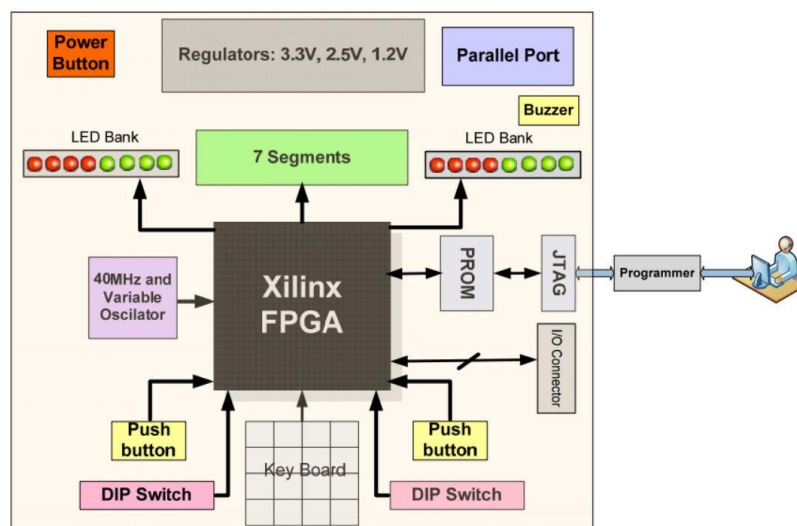 Power
Button
Regulators: 3.3V, 2.5V, 1.2V
Parallel Port
Buzzer
LED Bank
7 Segments
LED Bank
40MHz and
Variable
Oscilator
Xilinx
FPGA
PROM
JTAG
Programmer
I/O Connector
Push
button
Key Board
Push
button
DIP Switch
DIP Switch